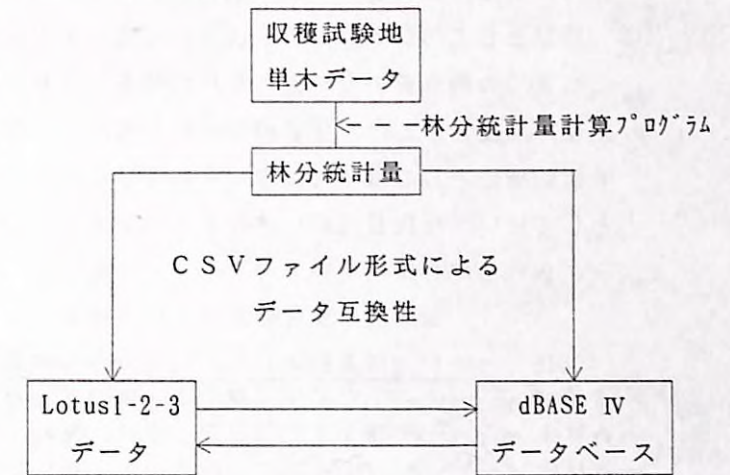 収穫試験地
単木データ
林分統計量計算ﾌﾟﾛｸﾞﾗﾑ
林分統計量
ＣＳＶファイル形式による
データ互換性
Lotus1-2-3
データ
dBASE Ⅳ
データベース